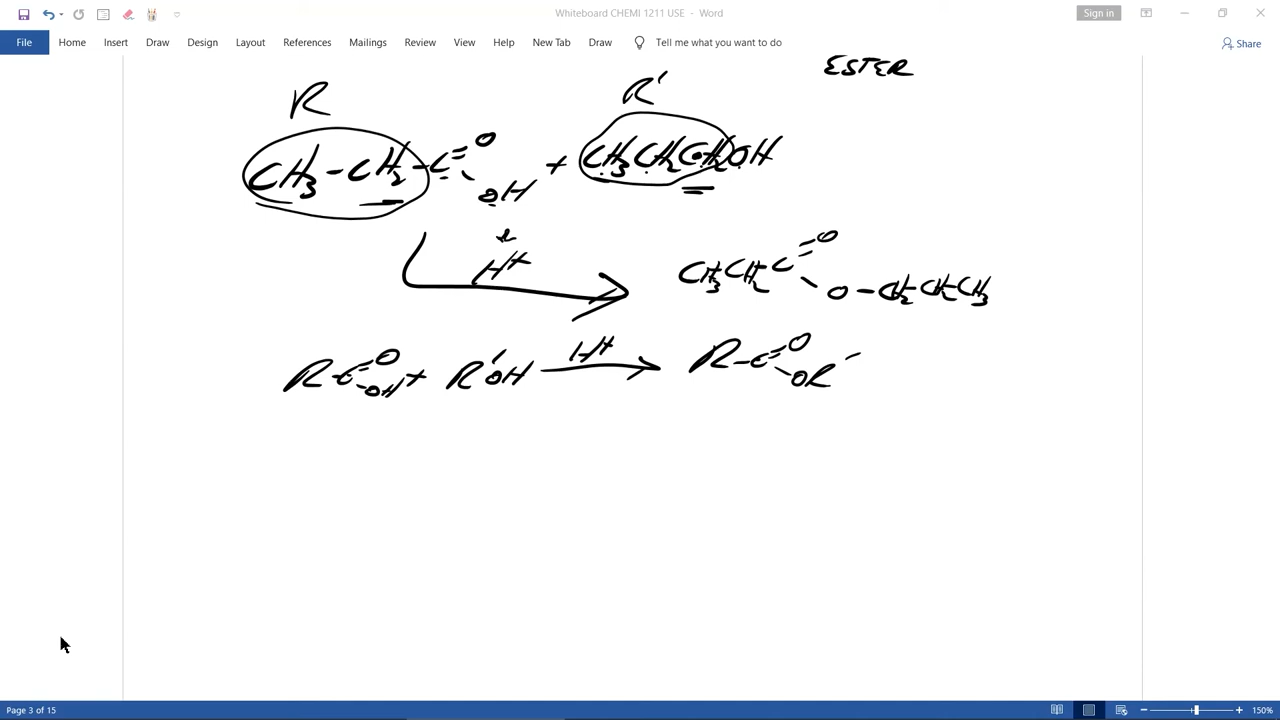 Whiteboard CHEMI 1211 USE - Word
Sign in
File Home Insert Draw Design Layout References Mailings Review View Help New Tab Draw Tell me what you want to do Share
ESTER
R R′
CH₃-CH₂-C=O OH + CH₃CH₂CH₂OH
H⁺
CH₃CH₂C=O O-CH₂CH₂CH₃
R-C=O OH + R′OH H⁺ → R-C=O OR′
Page 3 of 15
150%